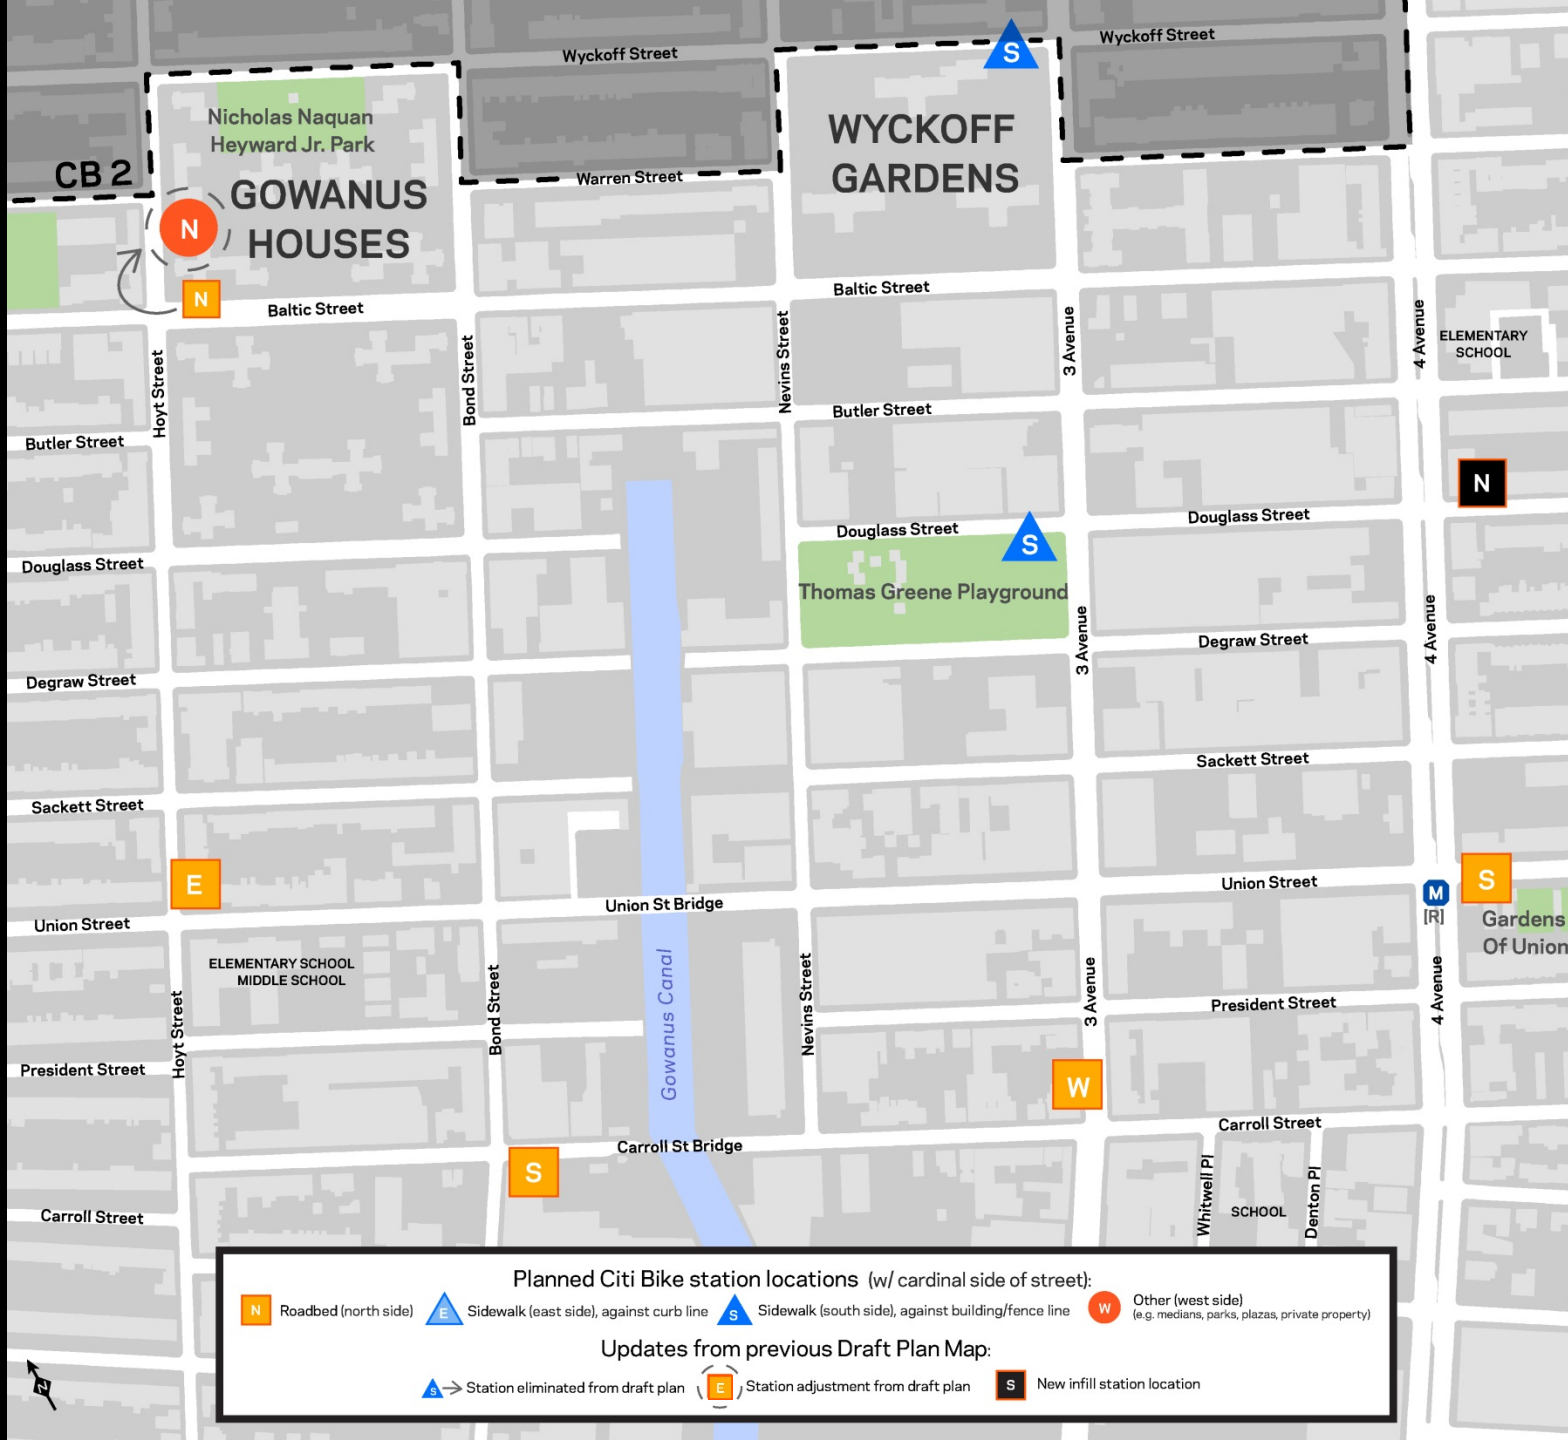 Wyckoff Street
Wyckoff Street
S
Nicholas Naquan
Heyward Jr. Park
WYCKOFF
GARDENS
CB 2
Warren Street
GOWANUS
HOUSES
N
N
Baltic Street
Baltic Street
Hoyt Street
Bond Street
Nevins Street
3 Avenue
4 Avenue
ELEMENTARY
SCHOOL
Butler Street
Butler Street
N
Douglass Street
Douglass Street
Douglass Street
S
Thomas Greene Playground
3 Avenue
4 Avenue
Degraw Street
Degraw Street
Sackett Street
Sackett Street
E
S
Union Street
Union Street
Union St Bridge
M
[R]
Gardens
Of Union
ELEMENTARY SCHOOL
MIDDLE SCHOOL
Gowanus Canal
Hoyt Street
Bond Street
Nevins Street
3 Avenue
4 Avenue
President Street
President Street
W
Carroll Street
Carroll St Bridge
S
Carroll Street
Whitwell Pl
SCHOOL
Denton Pl
Planned Citi Bike station locations (w/ cardinal side of street):
N Roadbed (north side) E Sidewalk (east side), against curb line S Sidewalk (south side), against building/fence line W Other (west side)
(e.g. medians, parks, plazas, private property)
Updates from previous Draft Plan Map:
S Station eliminated from draft plan E Station adjustment from draft plan S New infill station location
N